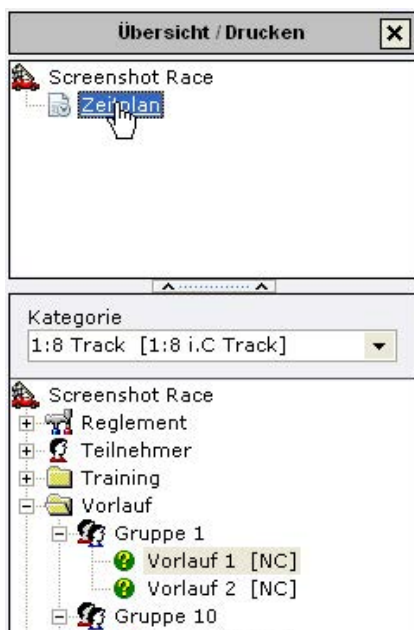 Übersicht / Drucken
Screenshot Race
Zeitplan
Kategorie
1:8 Track [1:8 i.C Track]
Screenshot Race
Reglement
Teilnehmer
Training
Vorlauf
Gruppe 1
Vorlauf 1 [NC]
Vorlauf 2 [NC]
Gruppe 10